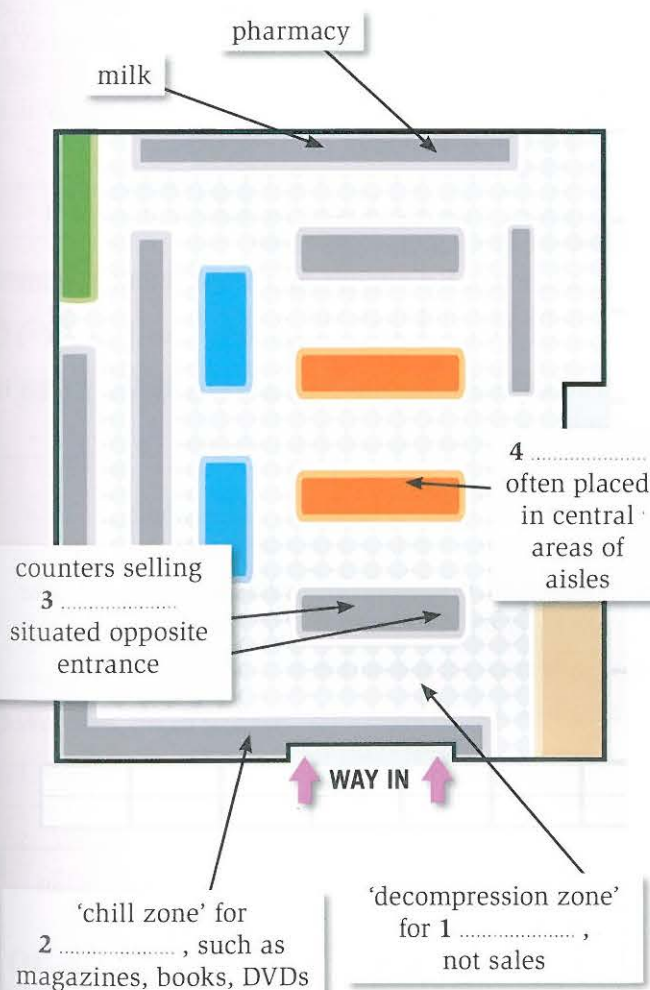 pharmacy
milk
4 ....................
often placed
in central
areas of
aisles
counters selling
3 ....................
situated opposite
entrance
WAY IN
'chill zone' for
2 ...................., such as
magazines, books, DVDs
'decompression zone'
for 1 ....................,
not sales